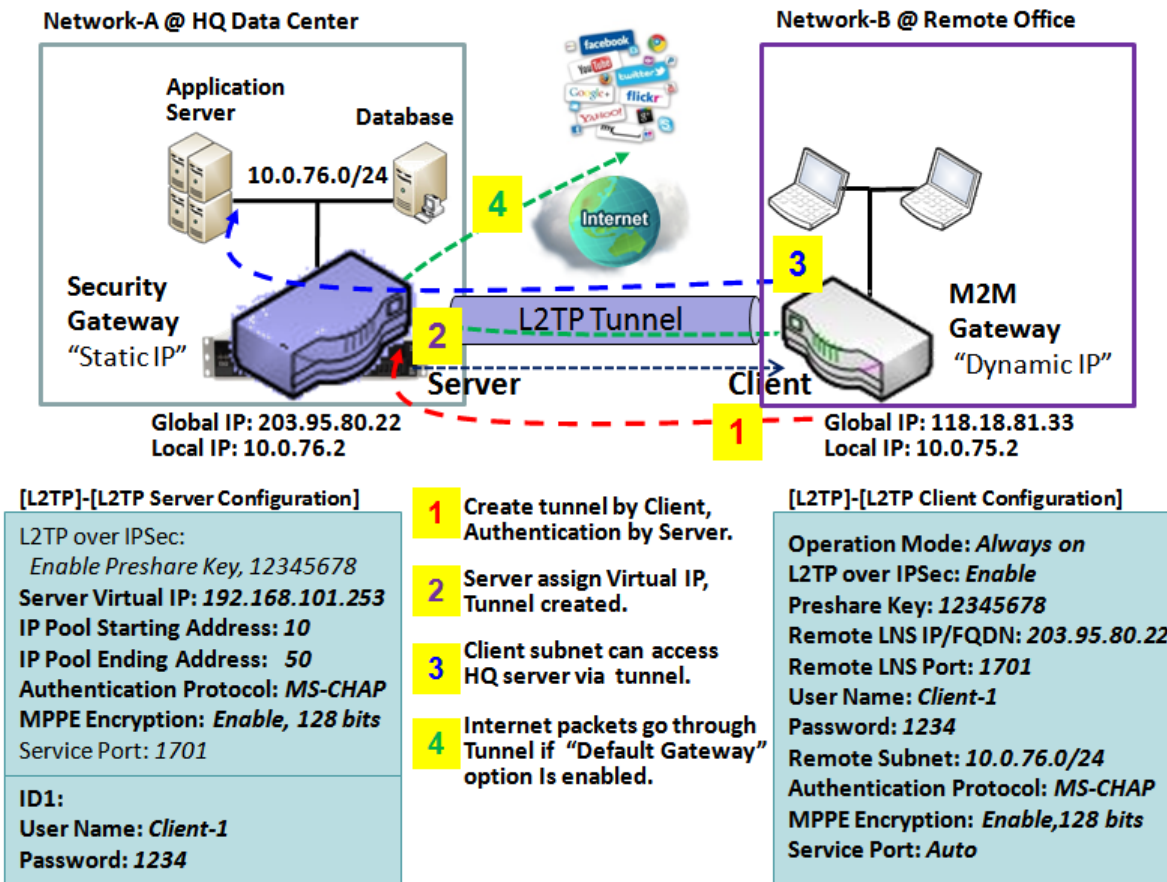 Network-A @ HQ Data Center
Network-B @ Remote Office
facebook
YouTube
twitter
Google+
flickr
YAHOO!
my
Application
Server
Database
10.0.76.0/24
4
Internet
3
Security
Gateway
"Static IP"
2
L2TP Tunnel
M2M
Gateway
"Dynamic IP"
Server
Client
1
Global IP: 203.95.80.22
Local IP: 10.0.76.2
Global IP: 118.18.81.33
Local IP: 10.0.75.2
[L2TP]-[L2TP Server Configuration]
L2TP over IPSec:
Enable Preshare Key, 12345678
Server Virtual IP: 192.168.101.253
IP Pool Starting Address: 10
IP Pool Ending Address: 50
Authentication Protocol: MS-CHAP
MPPE Encryption: Enable, 128 bits
Service Port: 1701
ID1:
User Name: Client-1
Password: 1234
1
Create tunnel by Client,
Authentication by Server.
2
Server assign Virtual IP,
Tunnel created.
3
Client subnet can access
HQ server via tunnel.
4
Internet packets go through
Tunnel if "Default Gateway"
option Is enabled.
[L2TP]-[L2TP Client Configuration]
Operation Mode: Always on
L2TP over IPSec: Enable
Preshare Key: 12345678
Remote LNS IP/FQDN: 203.95.80.22
Remote LNS Port: 1701
User Name: Client-1
Password: 1234
Remote Subnet: 10.0.76.0/24
Authentication Protocol: MS-CHAP
MPPE Encryption: Enable,128 bits
Service Port: Auto